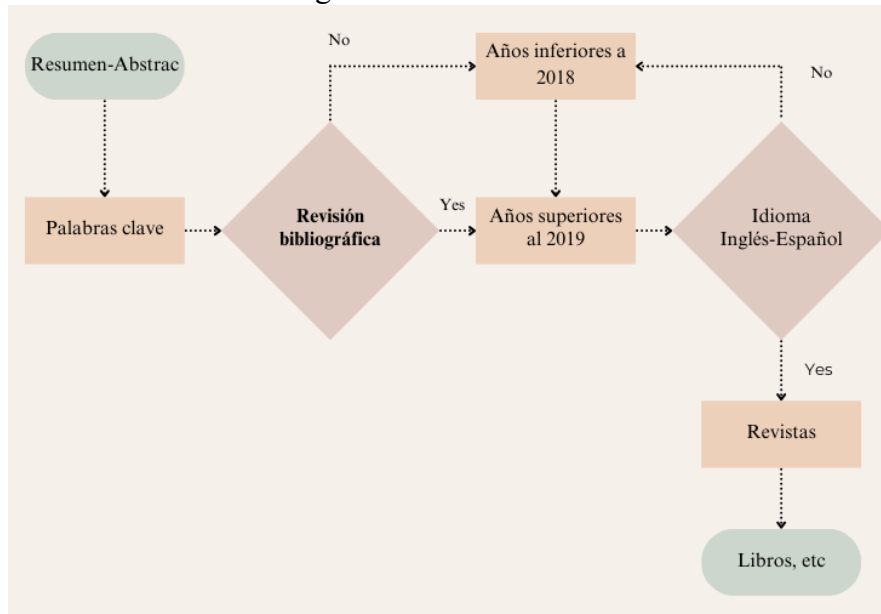 No
Años inferiores a
2018
Resumen-Abstrac
No
Palabras clave
Revisión
bibliográfica
Yes
Años superiores
al 2019
Idioma
Inglés-Español
Yes
Revistas
Libros, etc